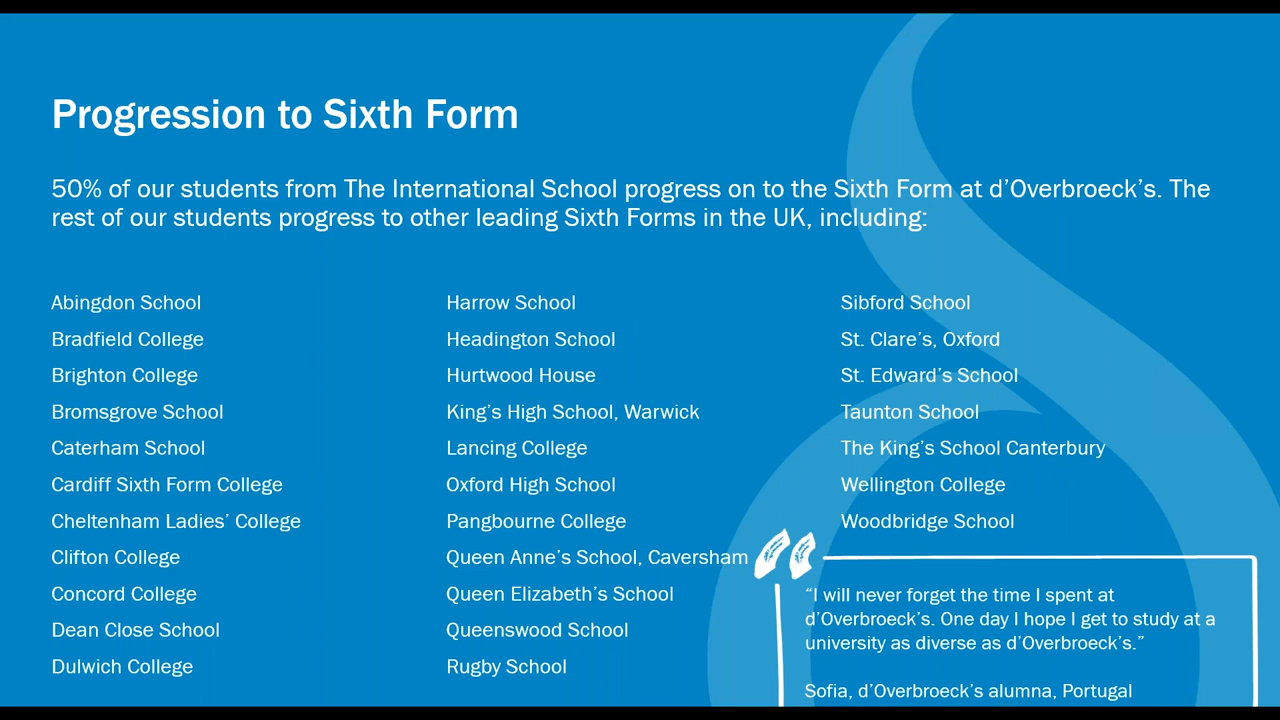 Progression to Sixth Form
50% of our students from The International School progress on to the Sixth Form at d’Overbroeck’s. The
rest of our students progress to other leading Sixth Forms in the UK, including:
Abingdon School
Bradfield College
Brighton College
Bromsgrove School
Caterham School
Cardiff Sixth Form College
Cheltenham Ladies’ College
Clifton College
Concord College
Dean Close School
Dulwich College
Harrow School
Headington School
Hurtwood House
King’s High School, Warwick
Lancing College
Oxford High School
Pangbourne College
Queen Anne’s School, Caversham
Queen Elizabeth’s School
Queenswood School
Rugby School
Sibford School
St. Clare’s, Oxford
St. Edward’s School
Taunton School
The King’s School Canterbury
Wellington College
Woodbridge School
“I will never forget the time I spent at
d’Overbroeck’s. One day I hope I get to study at a
university as diverse as d’Overbroeck’s.”
Sofia, d’Overbroeck’s alumna, Portugal